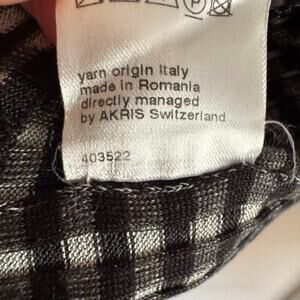 yarn origin Italy
made in Romania
directly managed
by AKRIS Switzerland
403522